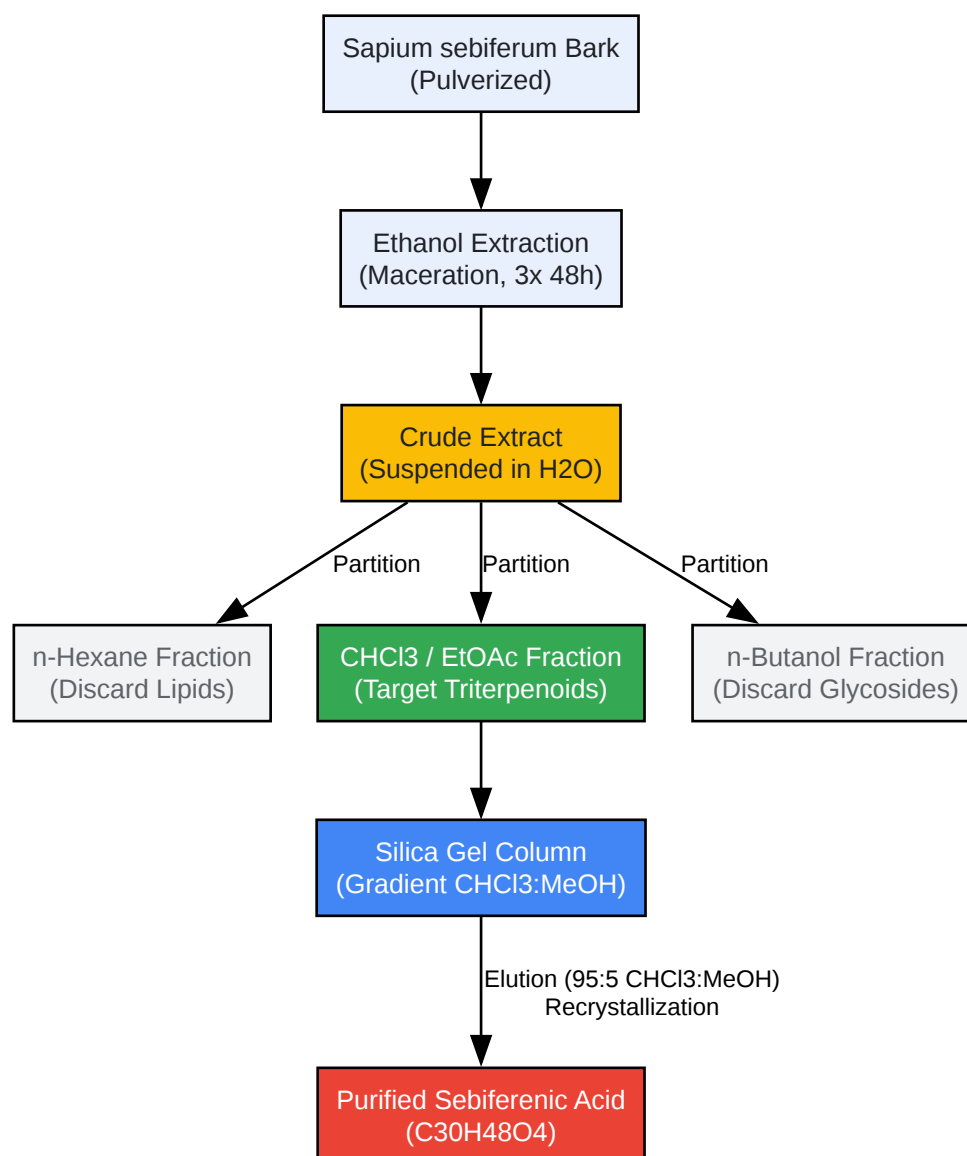 Sapium sebiferum Bark
(Pulverized)
Ethanol Extraction
(Maceration, 3x 48h)
Crude Extract
(Suspended in H2O)
Partition
Partition
Partition
n-Hexane Fraction
(Discard Lipids)
CHCl3 / EtOAc Fraction
(Target Triterpenoids)
n-Butanol Fraction
(Discard Glycosides)
Silica Gel Column
(Gradient CHCl3:MeOH)
Elution (95:5 CHCl3:MeOH)
Recrystallization
Purified Sebiferenic Acid
(C30H48O4)